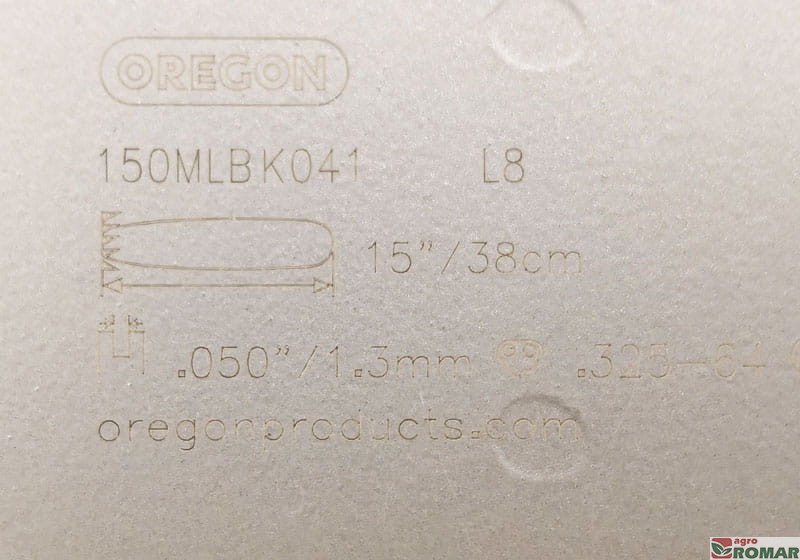 OREGON
150MLBK041 L8
15”/38cm
.050”/1.3mm .325-64
oregonproducts.com
agro
ROMAR